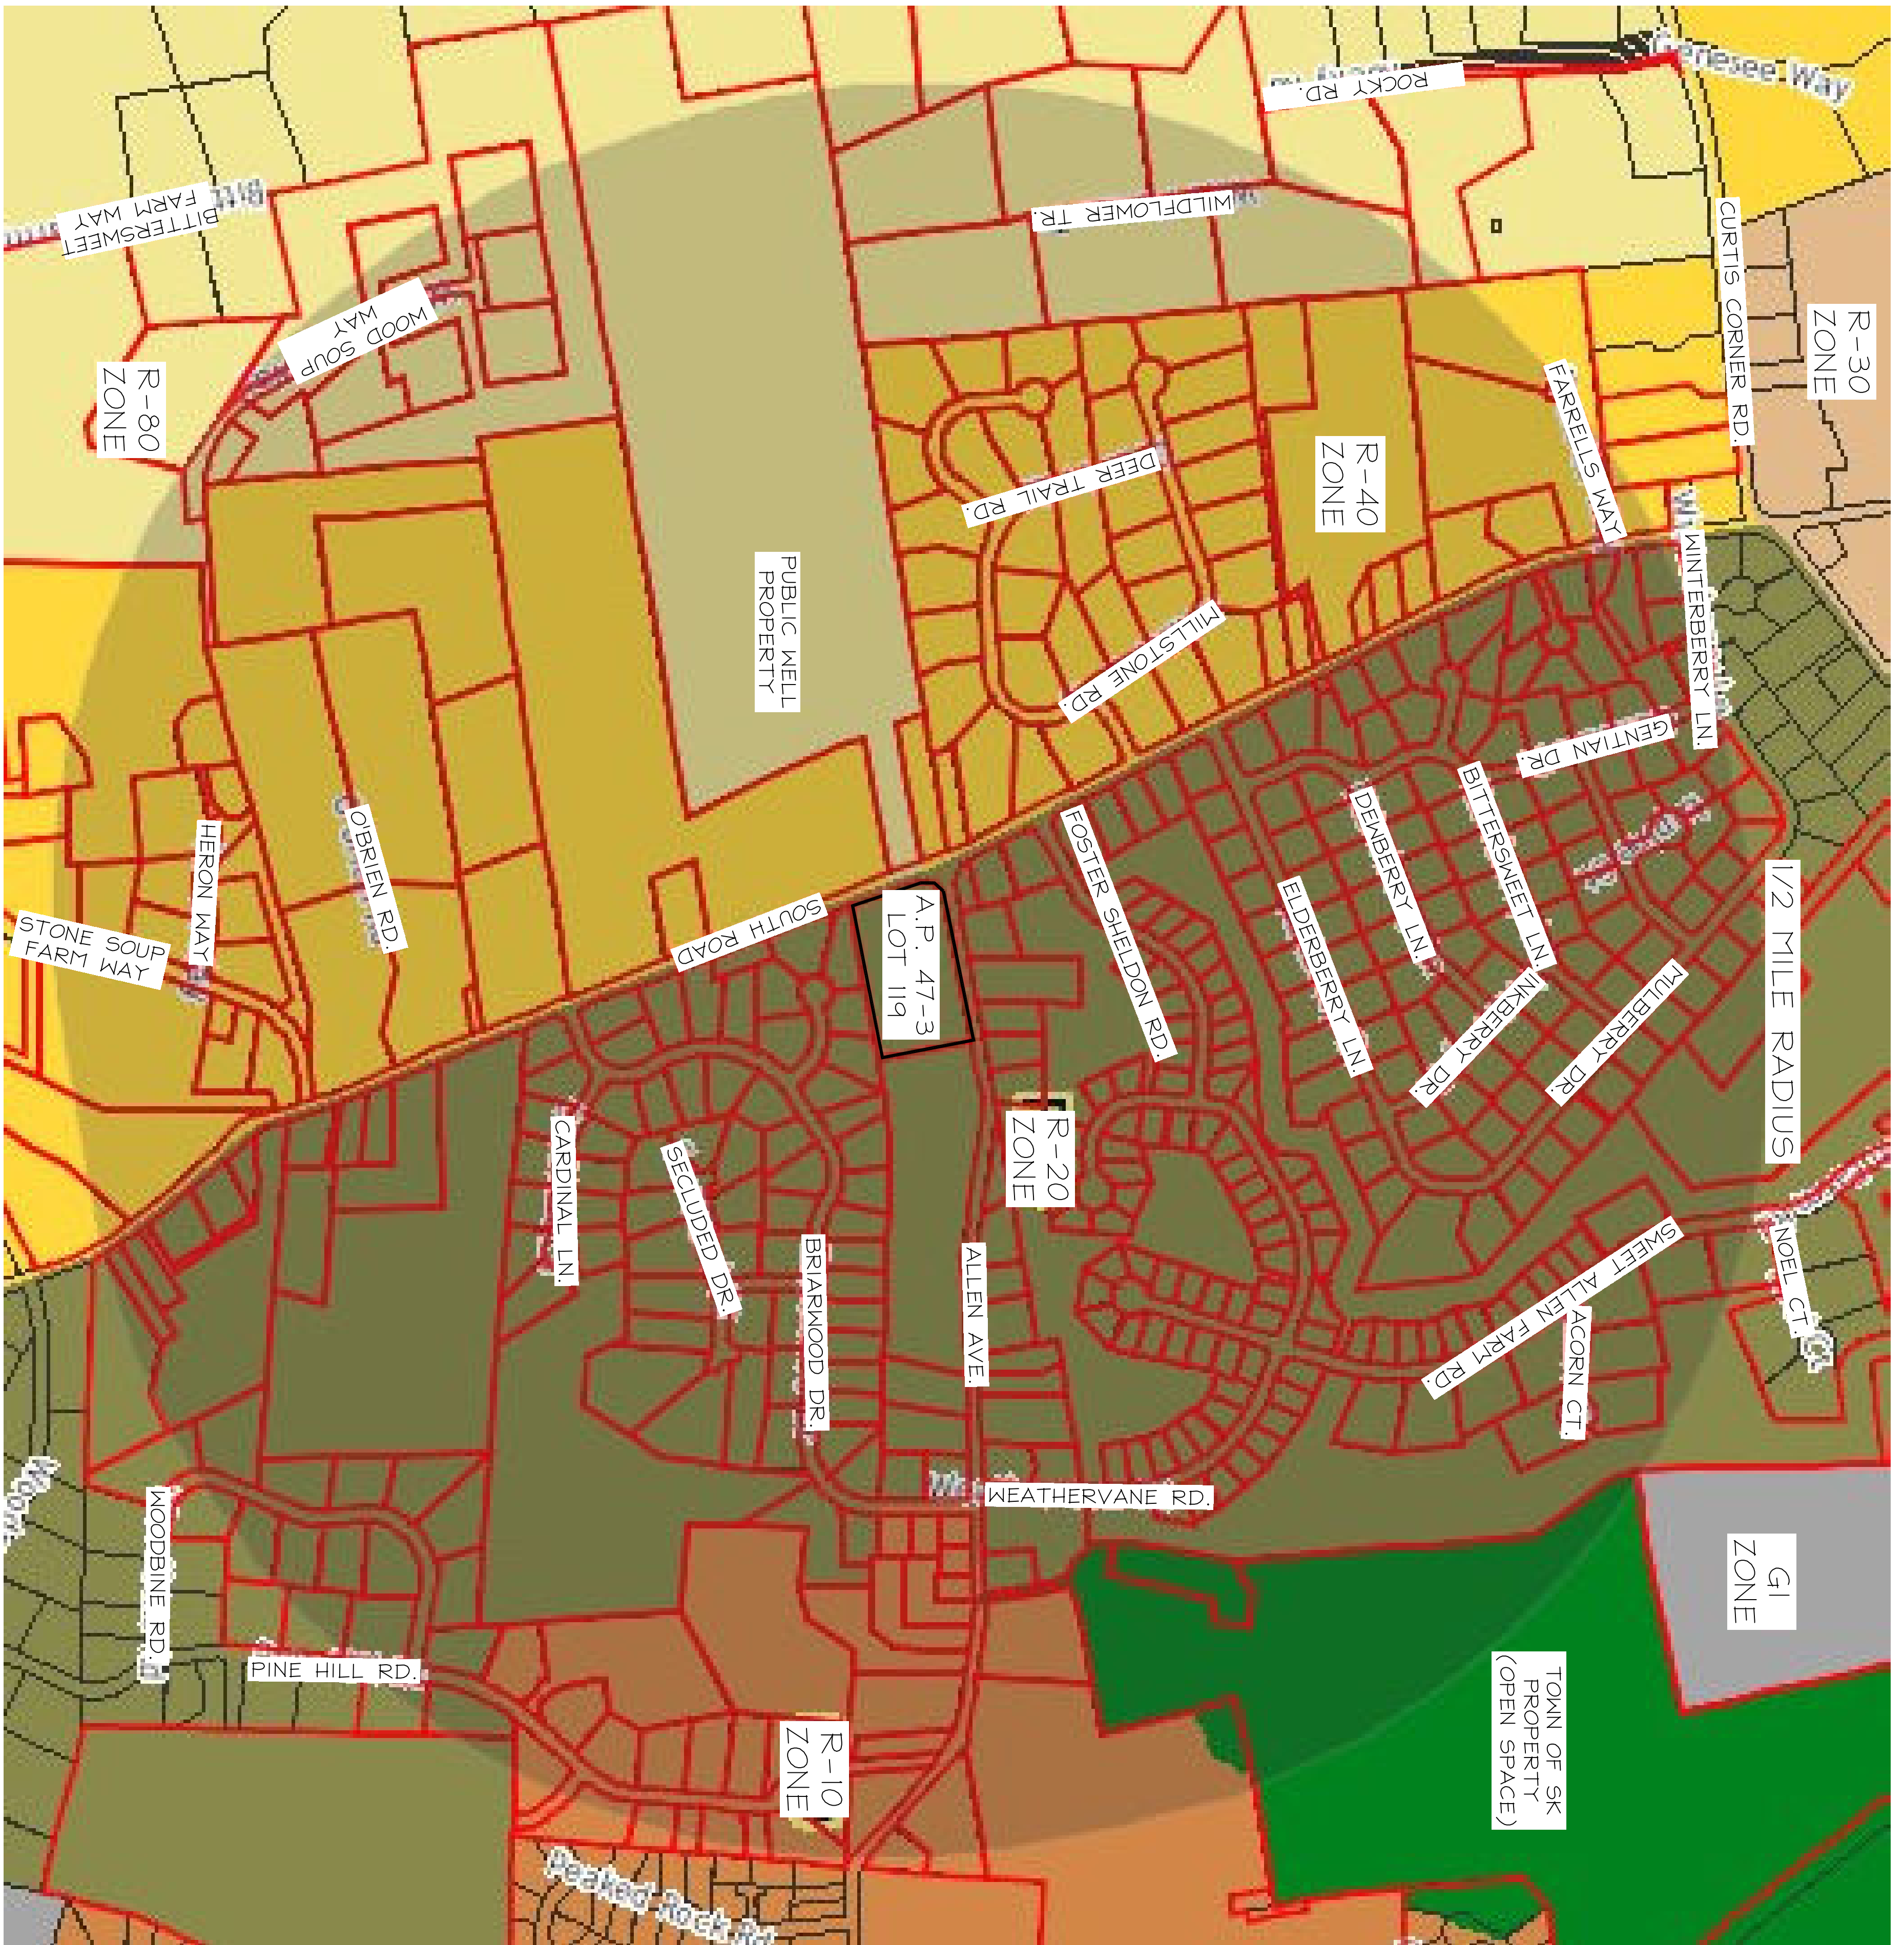 Genesee Way
ROCKY RD.
BITTERSWEET
FARM WAY
WILDFLOWER TR.
CURTIS CORNER RD.
R-30
ZONE
WOOD SOUP
WAY
R-80
ZONE
FARRELLS WAY
DEER TRAIL RD.
R-40
ZONE
PUBLIC WELL
PROPERTY
WINTERBERRY LN.
MILLSTONE RD.
GENTIAN DR.
BITTERSWEET LN.
DEWBERRY LN.
FOSTER SHELDON RD.
O'BRIEN RD.
HERON WAY
STONE SOUP
FARM WAY
SOUTH ROAD
A.P. 47-3
LOT 119
ELDERBERRY LN.
INKBERRY DR.
MULBERRY DR.
1/2 MILE RADIUS
R-20
ZONE
CARDINAL LN.
SECLUDED DR.
BRIARWOOD DR.
ALLEN AVE.
SWEET ALLEN FARM RD.
ACORN CT.
NOEL CT.
Ct
WEATHERVANE RD.
WOODBINE RD.
GI
ZONE
PINE HILL RD.
TOWN OF SK
PROPERTY
(OPEN SPACE)
R-10
ZONE
Peaked Rock Rd